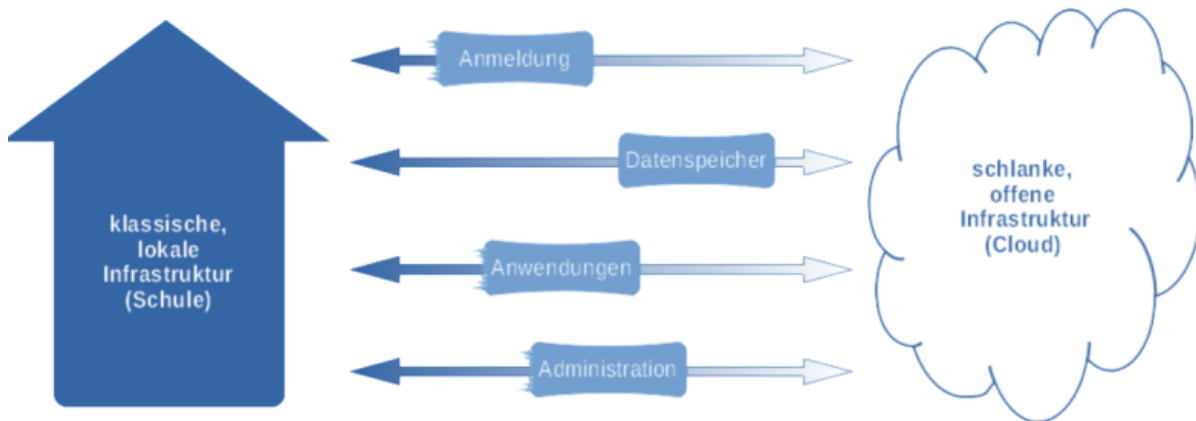 klassische,
lokale
Infrastruktur
(Schule)
Anmeldung
Datenspeicher
Anwendungen
Administration
schlanke,
offene
Infrastruktur
(Cloud)